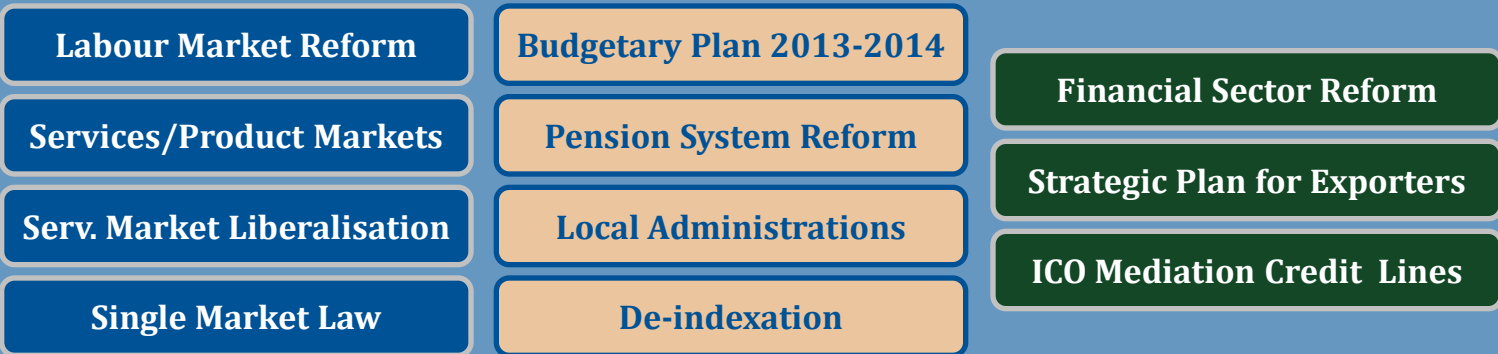 Labour Market Reform
Services/Product Markets
Serv. Market Liberalisation
Single Market Law
Budgetary Plan 2013-2014
Pension System Reform
Local Administrations
De-indexation
Financial Sector Reform
Strategic Plan for Exporters
ICO Mediation Credit Lines